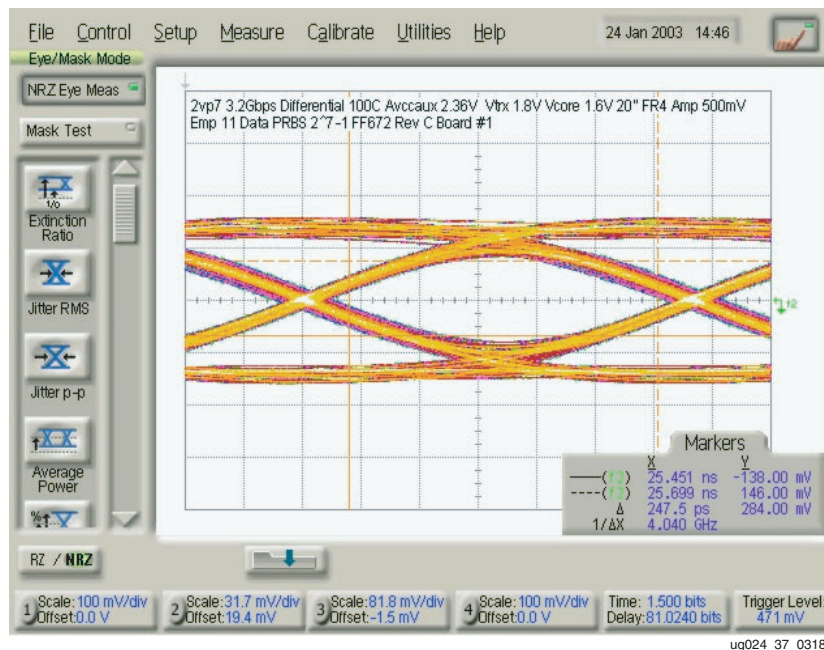 File Control Setup Measure Calibrate Utilities Help 24 Jan 2003 14:46
Eye/Mask Mode
NRZ Eye Meas
Mask Test
2vp7 3.2Gbps Differential 100C Avccaux 2.36V Vtrx 1.8V Vcore 1.6V 20" FR4 Amp 500mV
Emp 11 Data PRBS 2^7-1 FF672 Rev C Board #1
1/0
Extinction
Ratio
Jitter RMS
Jitter p-p
Average
Power
%
f2
Markers
X Y
(f2) 25.451 ns -138.00 mV
(f2) 25.699 ns 146.00 mV
Δ 247.5 ps 284.00 mV
1/ΔX 4.040 GHz
RZ / NRZ
1 Scale: 100 mV/div
Offset:0.0 V
2 Scale:31.7 mV/div
Offset:19.4 mV
3 Scale:81.8 mV/div
Offset:-1.5 mV
4 Scale: 100 mV/div
Offset:0.0 V
Time: 1.500 bits
Delay:81.0240 bits
Trigger Level:
471 mV
ug024_37_0318